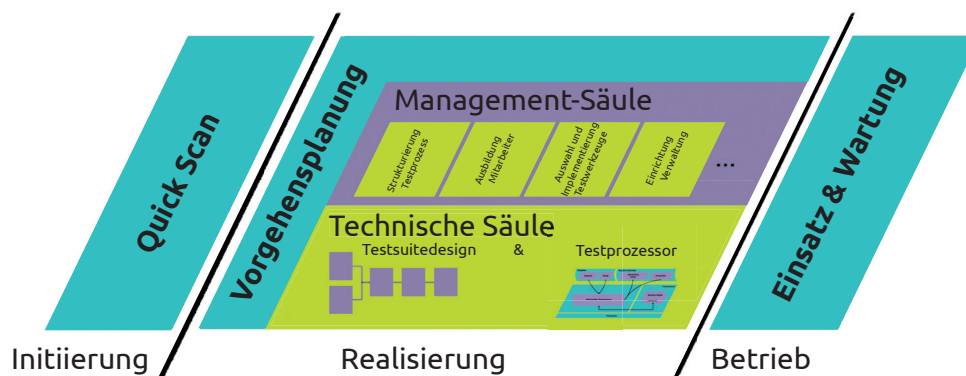 Quick Scan
Vorgehensplanung
Management-Säule
Strukturierung
Testprozess
Ausbildung
Mitarbeiter
Auswahl und
Implementierung
Testwerkzeuge
Einrichtung
Verwaltung
...
Technische Säule
Testsuitedesign & Testprozessor
Einsatz & Wartung
Initiierung Realisierung Betrieb